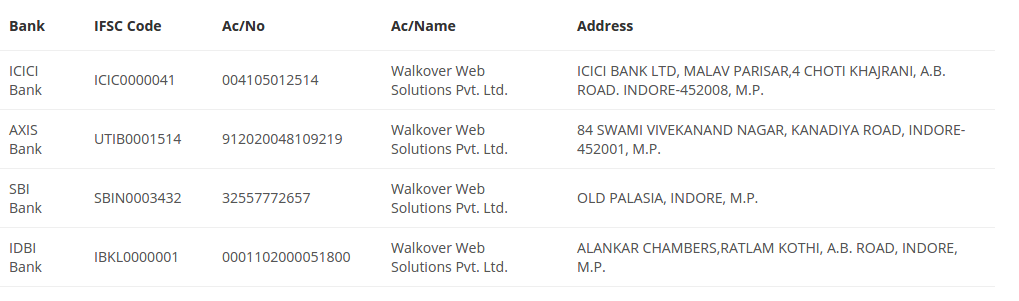 Bank IFSC Code Ac/No Ac/Name Address
ICICI Bank ICIC0000041 004105012514 Walkover Web Solutions Pvt. Ltd. ICICI BANK LTD, MALAV PARISAR,4 CHOTI KHAJRANI, A.B. ROAD. INDORE-452008, M.P.
AXIS Bank UTIB0001514 912020048109219 Walkover Web Solutions Pvt. Ltd. 84 SWAMI VIVEKANAND NAGAR, KANADIYA ROAD, INDORE-452001, M.P.
SBI Bank SBIN0003432 32557772657 Walkover Web Solutions Pvt. Ltd. OLD PALASIA, INDORE, M.P.
IDBI Bank IBKL0000001 0001102000051800 Walkover Web Solutions Pvt. Ltd. ALANKAR CHAMBERS,RATLAM KOTHI, A.B. ROAD, INDORE, M.P.